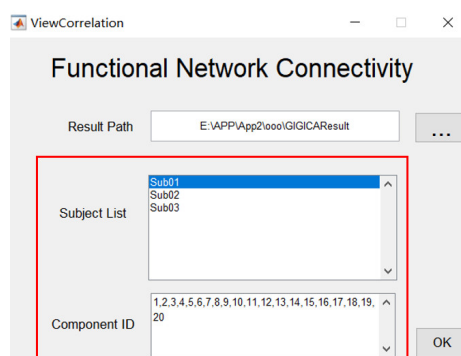 ViewCorrelation
Functional Network Connectivity
Result Path
E:\APP\App2\ooo\GIGICAResult
...
Subject List
Sub01
Sub02
Sub03
Component ID
1,2,3,4,5,6,7,8,9,10,11,12,13,14,15,16,17,18,19,
20
OK